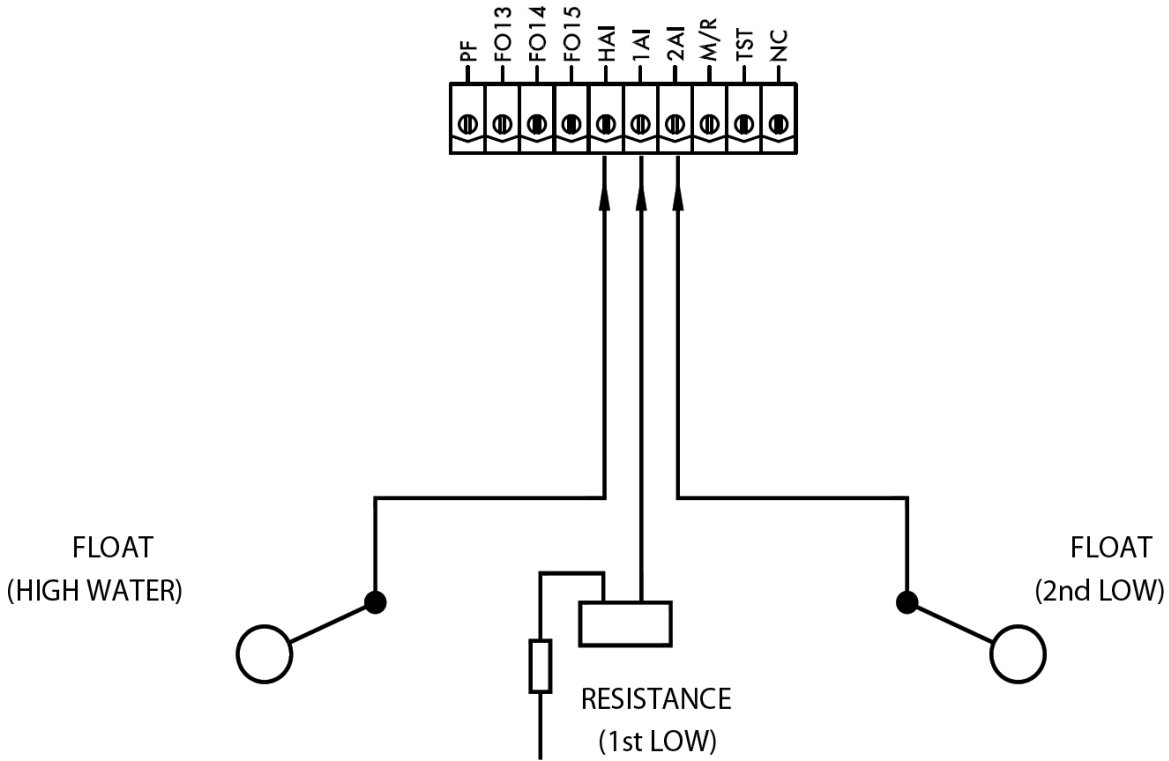 PF
FO13
FO14
FO15
HAI
1AI
2AI
M/R
TST
NC
FLOAT
(HIGH WATER)
FLOAT
(2nd LOW)
RESISTANCE
(1st LOW)